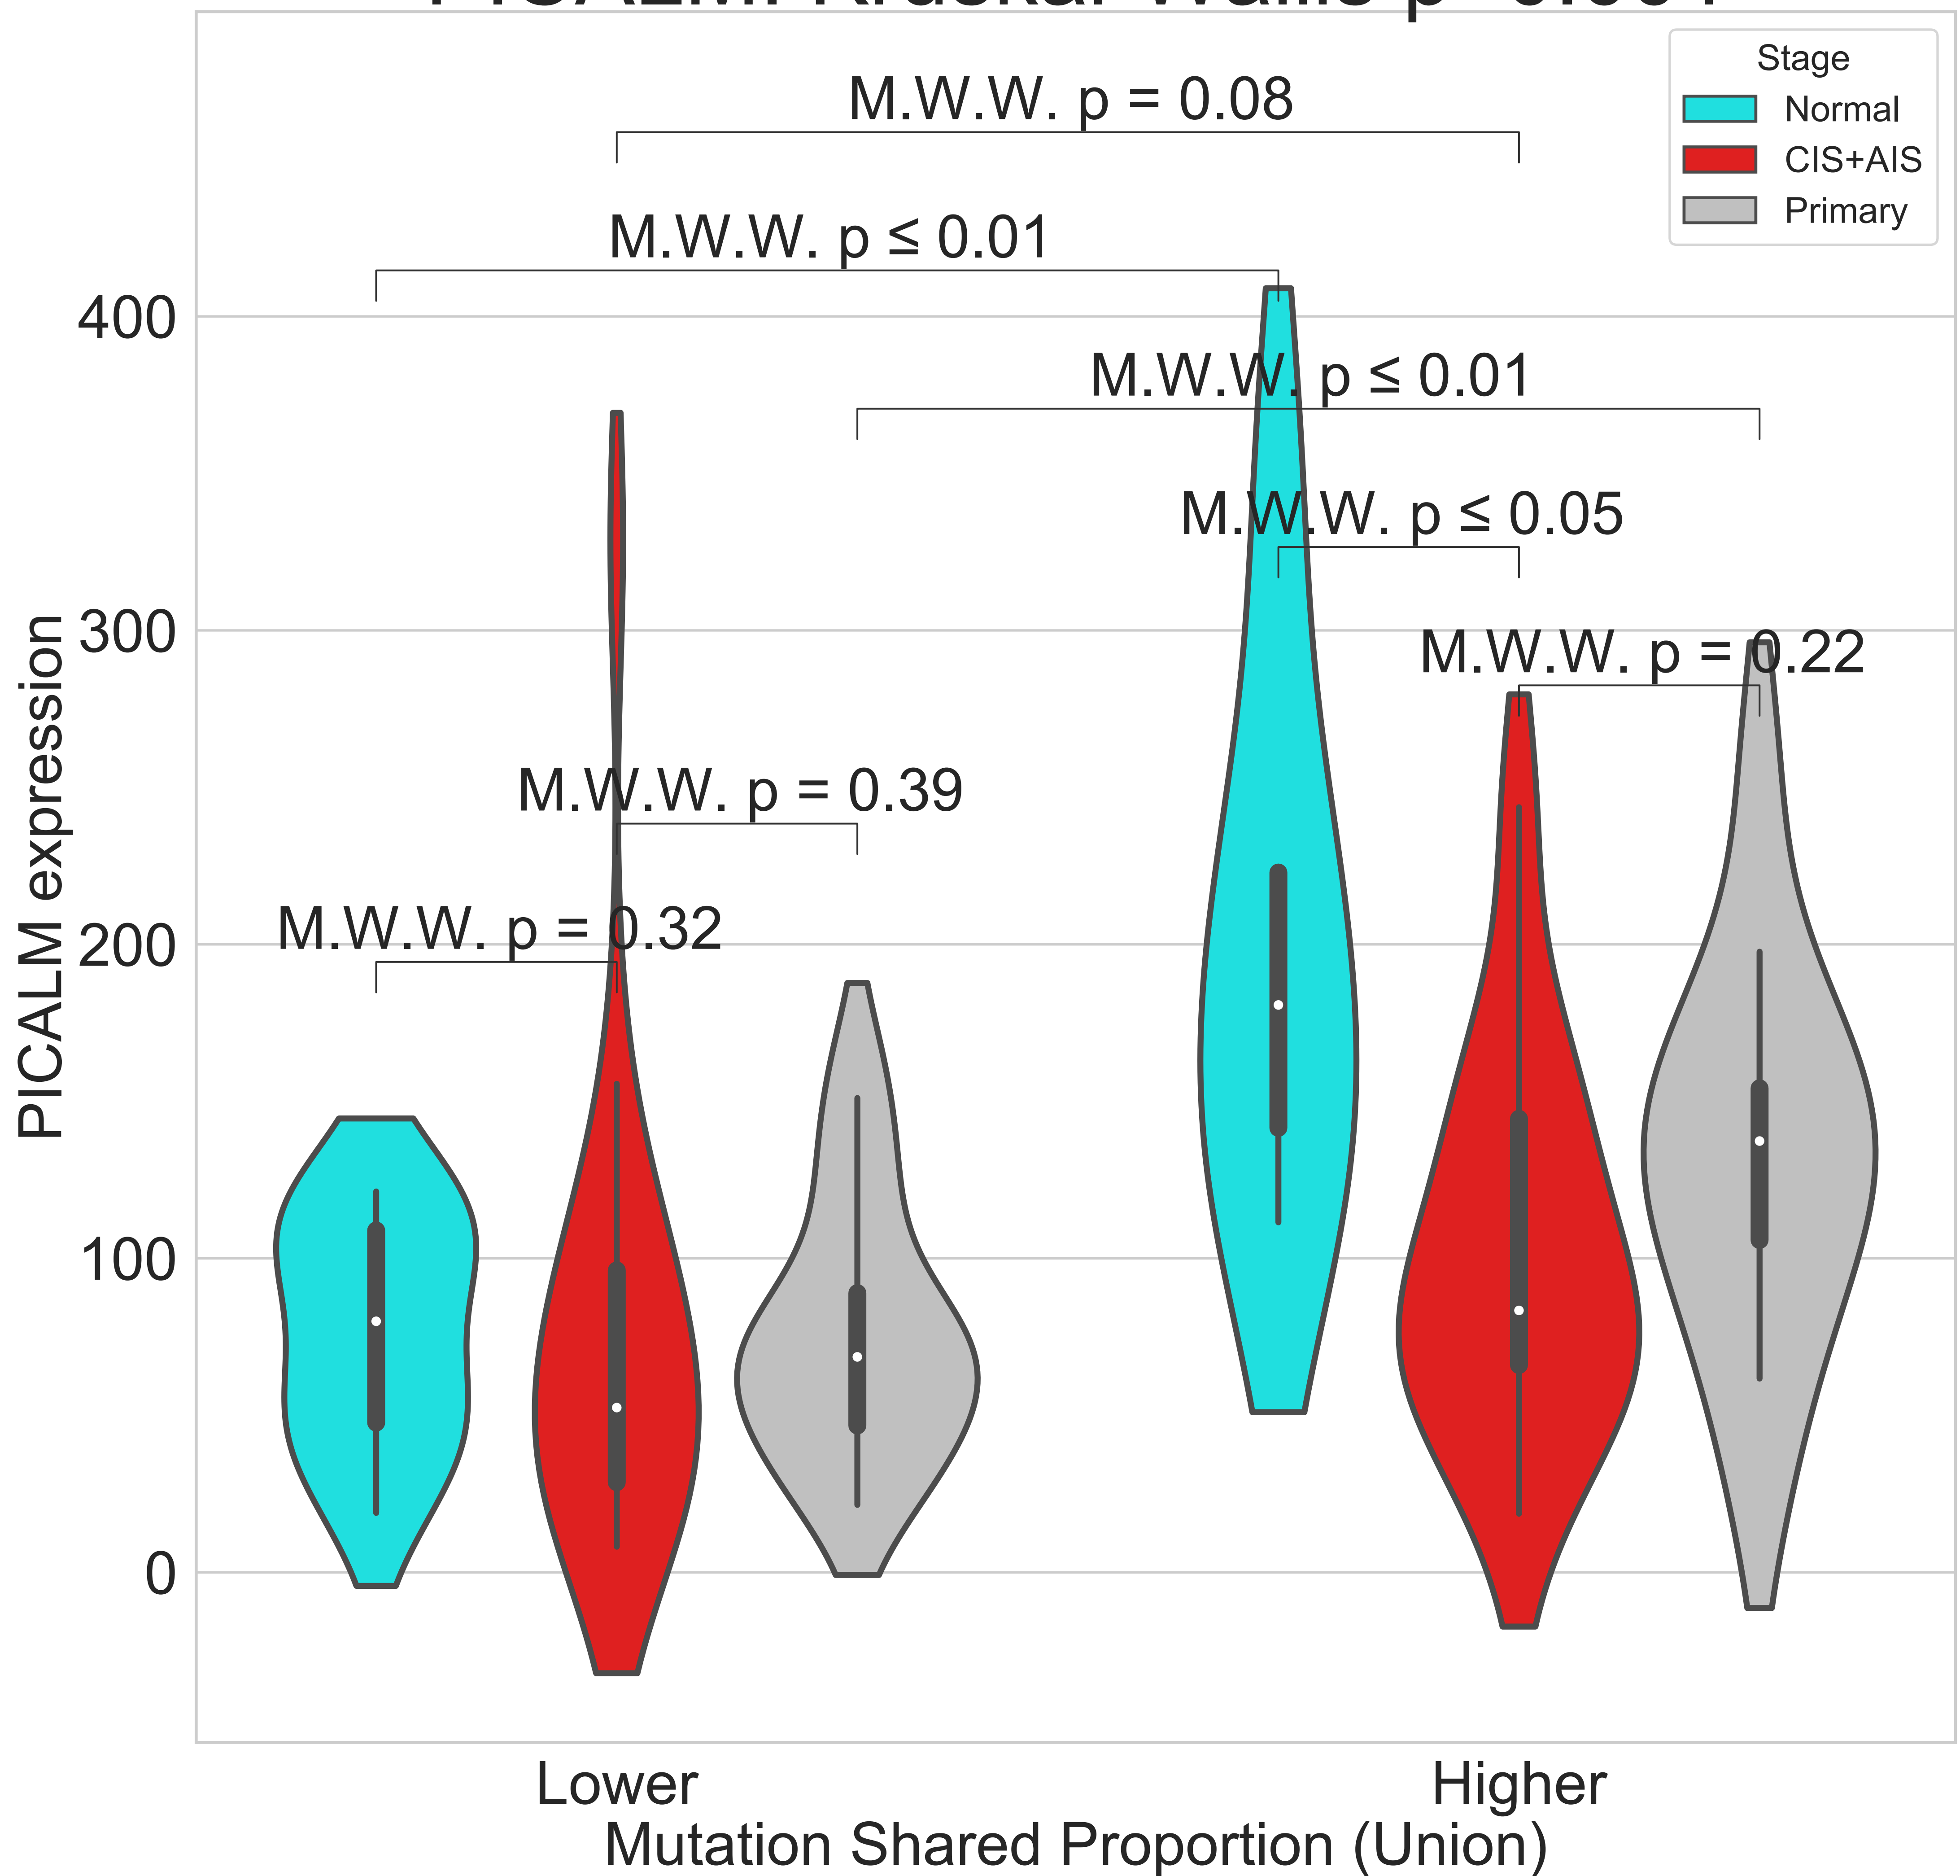 Stage
Normal
CIS+AIS
Primary
M.W.W. p = 0.08
M.W.W. p ≤ 0.01
M.W.W. p ≤ 0.01
M.W.W. p ≤ 0.05
M.W.W. p = 0.22
M.W.W. p = 0.39
M.W.W. p = 0.32
PICALM expression
400
300
200
100
0
Lower
Higher
Mutation Shared Proportion (Union)